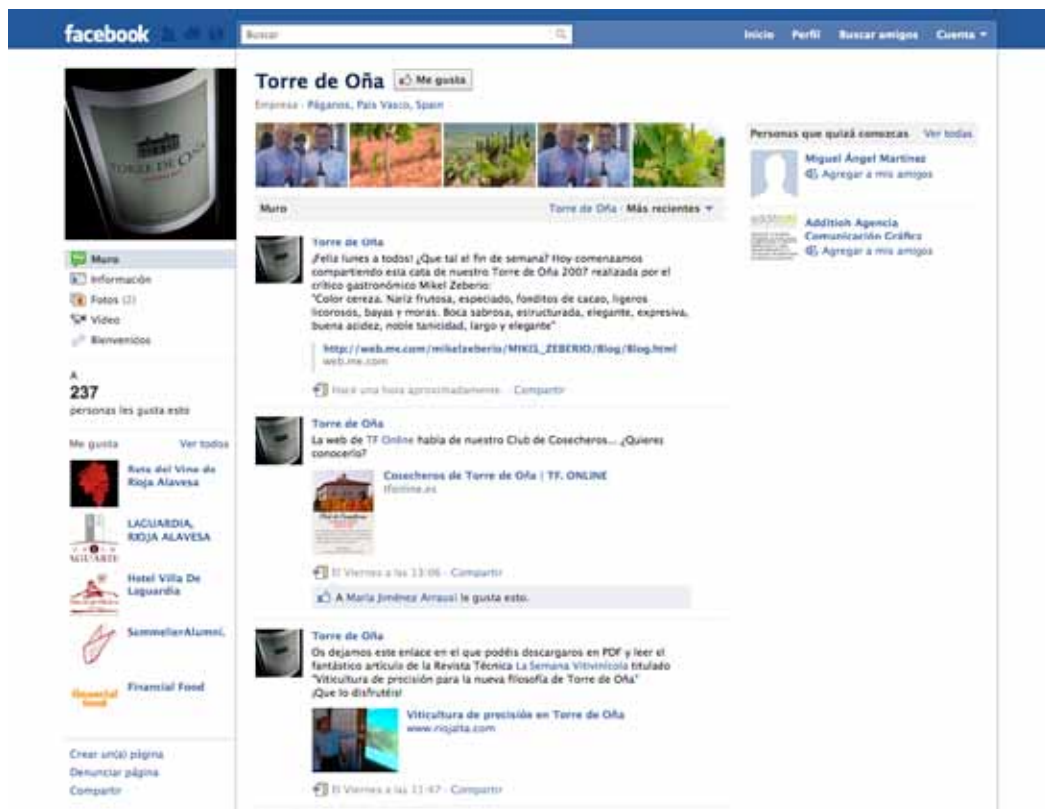 facebook
Buscar
Inicio Perfil Buscar amigos Cuenta
TORRE DE OÑA
Torre de Oña Me gusta
Empresa · Páganos, País Vasco, Spain
Muro
Torre de Oña · Más recientes
Muro
Información
Fotos (2)
Video
Bienvenidos
A
237
personas les gusta esto
Me gusta Ver todos
Ruta del Vino de
Rioja Alavesa
LAGUARDIA,
RIOJA ALAVESA
Hotel Villa De
Laguardia
SommelierAlumni.
Financial Food
financial
food
Crear un(a) página
Denunciar página
Compartir
Torre de Oña
¡Feliz lunes a todos! ¿Que tal el fin de semana? Hoy comenzamos
compartiendo esta cata de nuestro Torre de Oña 2007 realizada por el
crítico gastronómico Mikel Zeberio:
"Color cereza. Nariz frutosa, especiado, fonditos de cacao, ligeros
licorosos, bayas y moras. Boca sabrosa, estructurada, elegante, expresiva,
buena acidez, noble tanicidad, largo y elegante"
http://web.me.com/mikelzeberio/MIKEL_ZEBERIO/Blog/Blog.html
web.me.com
Hace una hora aproximadamente · Compartir
Torre de Oña
La web de TF Online habla de nuestro Club de Cosecheros... ¿Quieres
conocerlo?
Cosecheros de Torre de Oña | TF. ONLINE
tfonline.es
El Viernes a las 13:06 · Compartir
A María Jiménez Arrausi le gusta esto.
Torre de Oña
Os dejamos este enlace en el que podéis descargaros en PDF y leer el
fantástico artículo de la Revista Técnica La Semana Vitivinícola titulado
"Viticultura de precisión para la nueva filosofía de Torre de Oña"
¡Que lo disfrutéis!
Viticultura de precisión en Torre de Oña
www.riojalta.com
El Viernes a las 11:47 · Compartir
Personas que quizá conozcas Ver todas
Miguel Ángel Martínez
Agregar a mis amigos
Addition Agencia
Comunicación Gráfica
Agregar a mis amigos